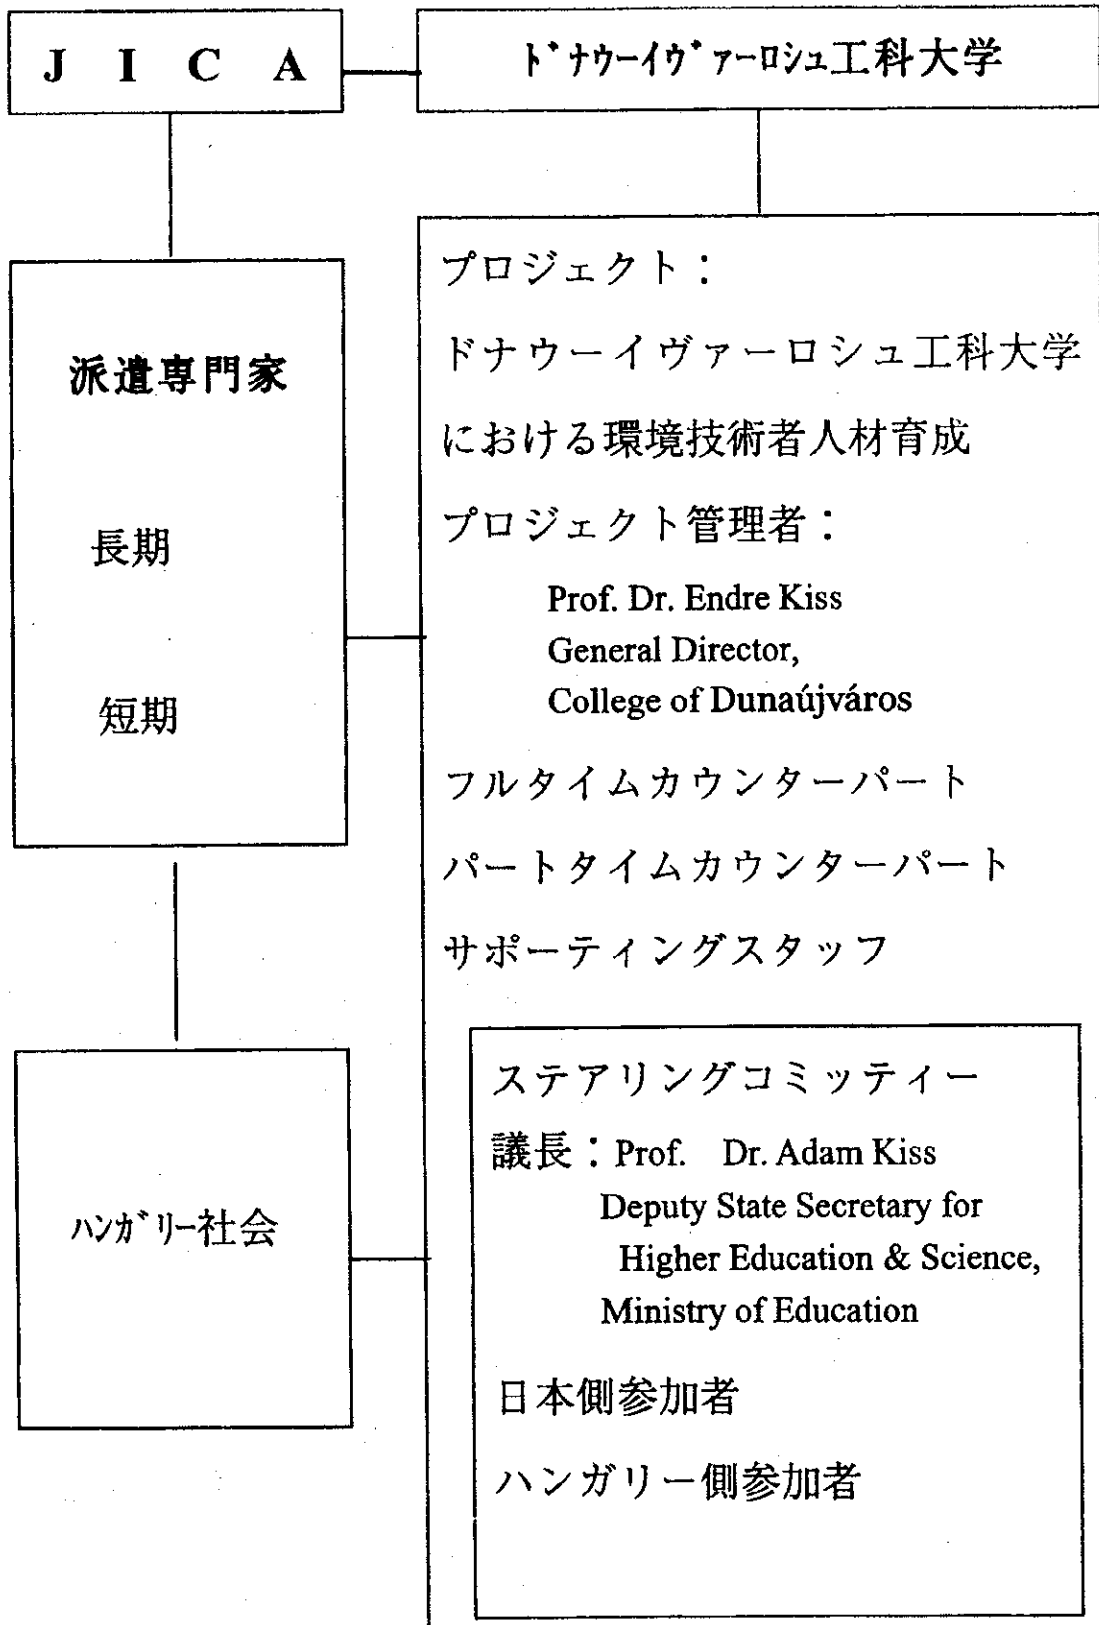 J I C A
ﾄﾞﾅｳｰｲｳﾞｧｰﾛｼｭ工科大学
派遣専門家
長期
短期
ハンガリー社会
プロジェクト：
ドナウーイヴァーロシュ工科大学
における環境技術者人材育成
プロジェクト管理者：
Prof. Dr. Endre Kiss
General Director,
College of Dunaújváros
フルタイムカウンターパート
パートタイムカウンターパート
サポーティングスタッフ
ステアリングコミッティー
議長：Prof. Dr. Adam Kiss
Deputy State Secretary for
Higher Education & Science,
Ministry of Education
日本側参加者
ハンガリー側参加者